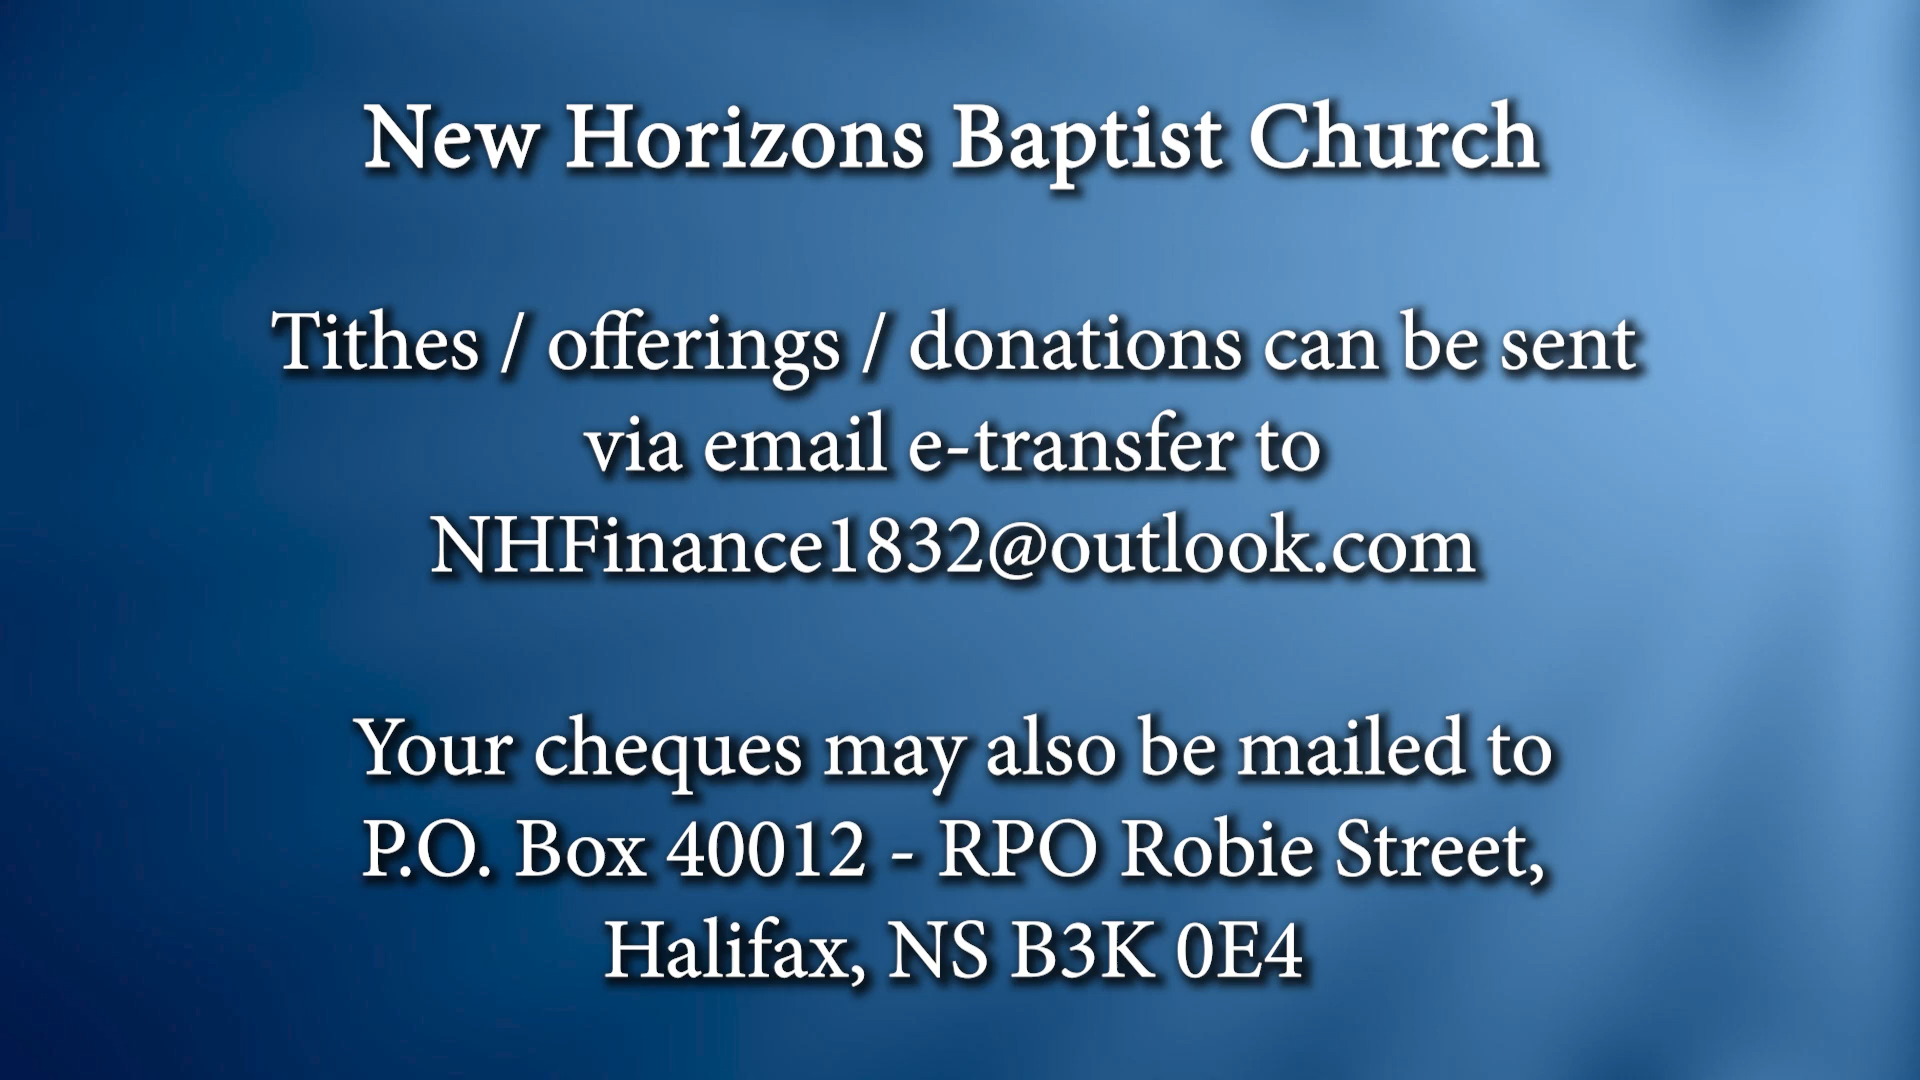 New Horizons Baptist Church
Tithes / offerings / donations can be sent
via email e-transfer to
NHFinance1832@outlook.com
Your cheques may also be mailed to
P.O. Box 40012 - RPO Robie Street,
Halifax, NS B3K 0E4